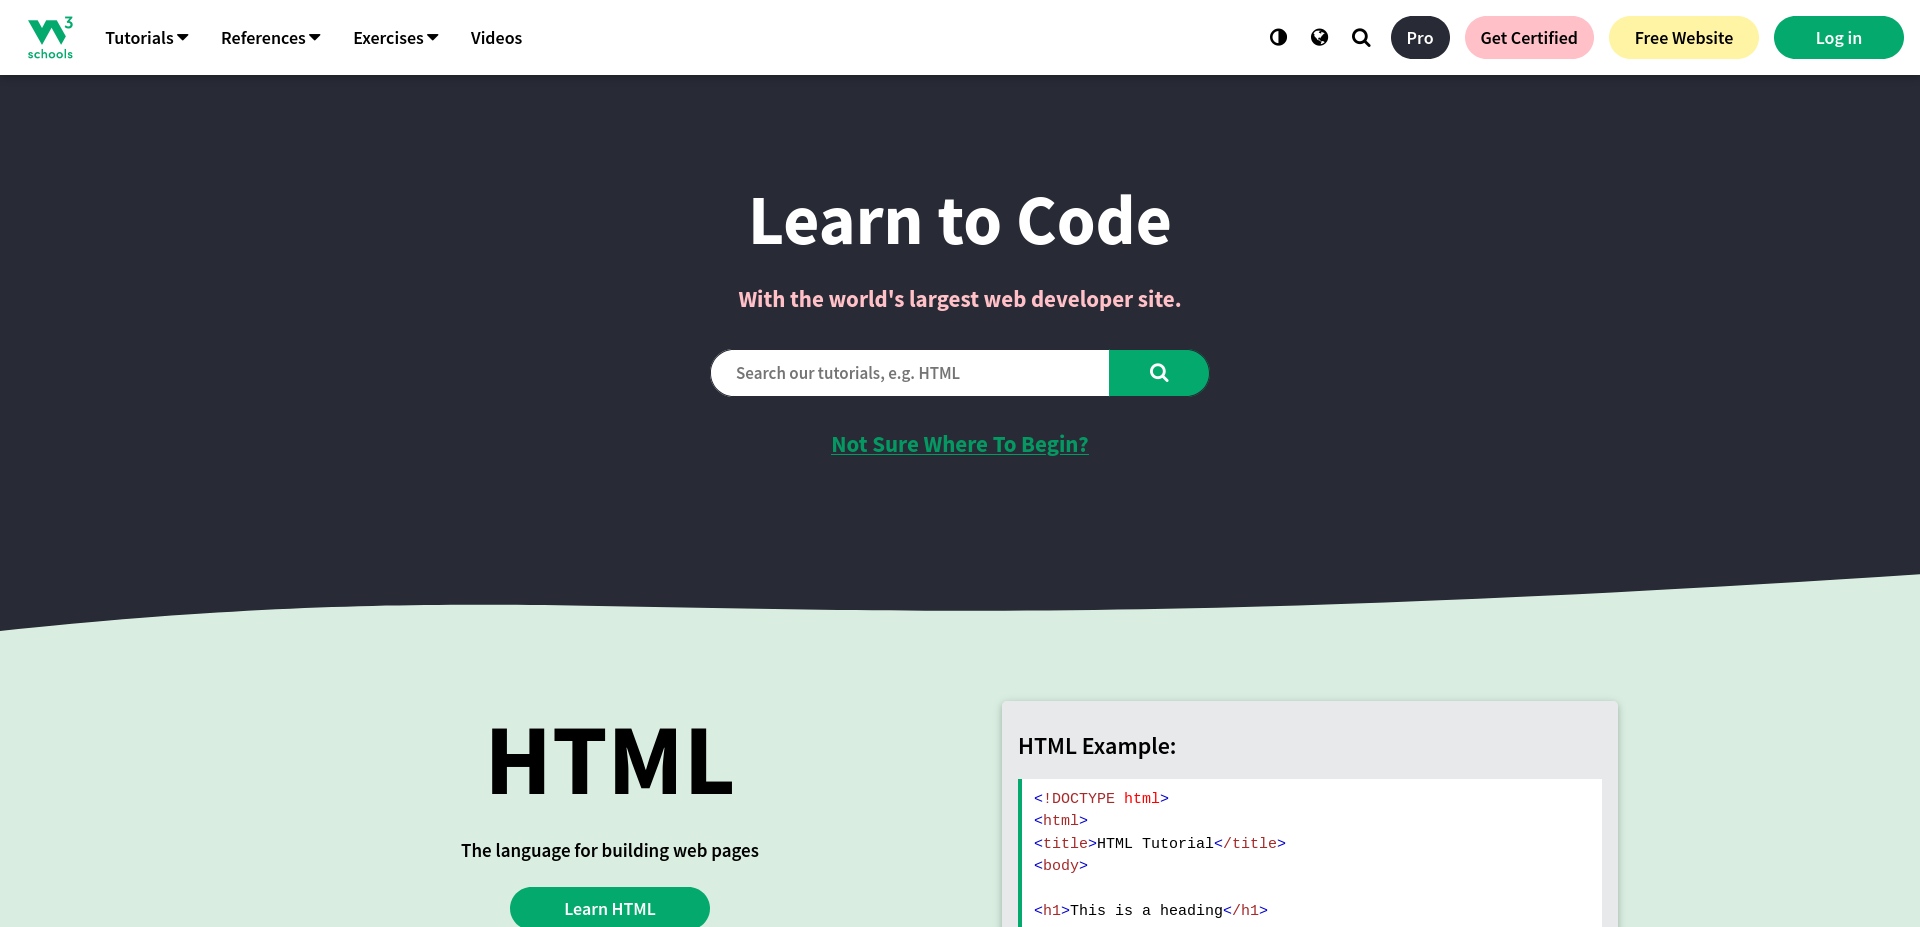 W3 schools Tutorials References Exercises Videos Pro Get Certified Free Website Log in
Learn to Code
With the world's largest web developer site.
Search our tutorials, e.g. HTML
Not Sure Where To Begin?
HTML
The language for building web pages
Learn HTML
HTML Example:
<!DOCTYPE html>
<html>
<title>HTML Tutorial</title>
<body>
<h1>This is a heading</h1>